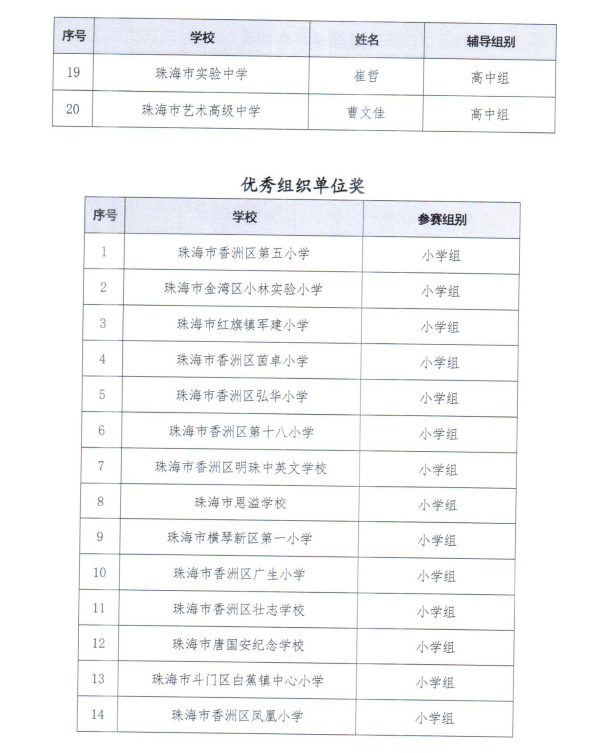 序号 学校 姓名 辅导组别
19 珠海市实验中学 崔哲 高中组
20 珠海市艺术高级中学 曹文佳 高中组
优秀组织单位奖
序号 学校 参赛组别
1 珠海市香洲区第五小学 小学组
2 珠海市金湾区小林实验小学 小学组
3 珠海市红旗镇军建小学 小学组
4 珠海市香洲区茵卓小学 小学组
5 珠海市香洲区弘华小学 小学组
6 珠海市香洲区第十八小学 小学组
7 珠海市香洲区明珠中英文学校 小学组
8 珠海市恩溢学校 小学组
9 珠海市横琴新区第一小学 小学组
10 珠海市香洲区广生小学 小学组
11 珠海市香洲区壮志学校 小学组
12 珠海市唐国安纪念学校 小学组
13 珠海市斗门区白蕉镇中心小学 小学组
14 珠海市香洲区凤凰小学 小学组